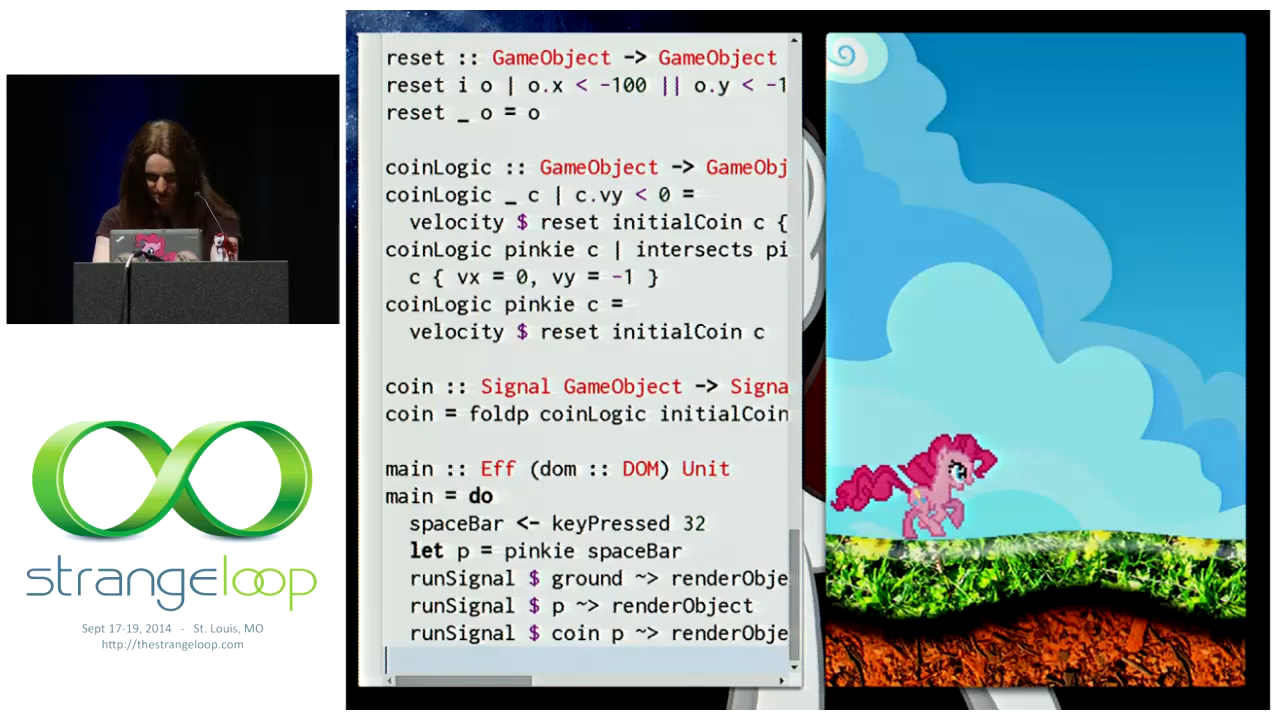 reset :: GameObject -> GameObject
reset i o | o.x < -100 || o.y < -1
reset _ o = o
coinLogic :: GameObject -> GameObj
coinLogic _ c | c.vy < 0 =
velocity $ reset initialCoin c {
coinLogic pinkie c | intersects pi
c { vx = 0, vy = -1 }
coinLogic pinkie c =
velocity $ reset initialCoin c
coin :: Signal GameObject -> Signa
coin = foldp coinLogic initialCoin
main :: Eff (dom :: DOM) Unit
main = do
spaceBar <- keyPressed 32
let p = pinkie spaceBar
runSignal $ ground ~> renderObje
runSignal $ p ~> renderObject
runSignal $ coin p ~> renderObje
strangeloop
Sept 17-19, 2014 - St. Louis, MO
http://thestrangeloop.com